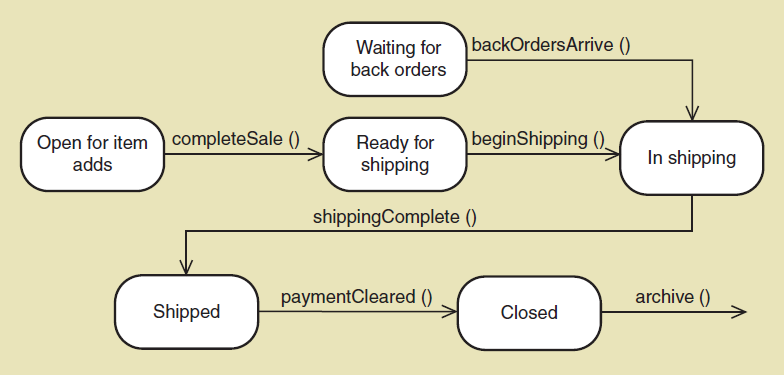 Waiting for
back orders
backOrdersArrive ()
Open for item
adds
completeSale ()
Ready for
shipping
beginShipping ()
In shipping
shippingComplete ()
Shipped
paymentCleared ()
Closed
archive ()